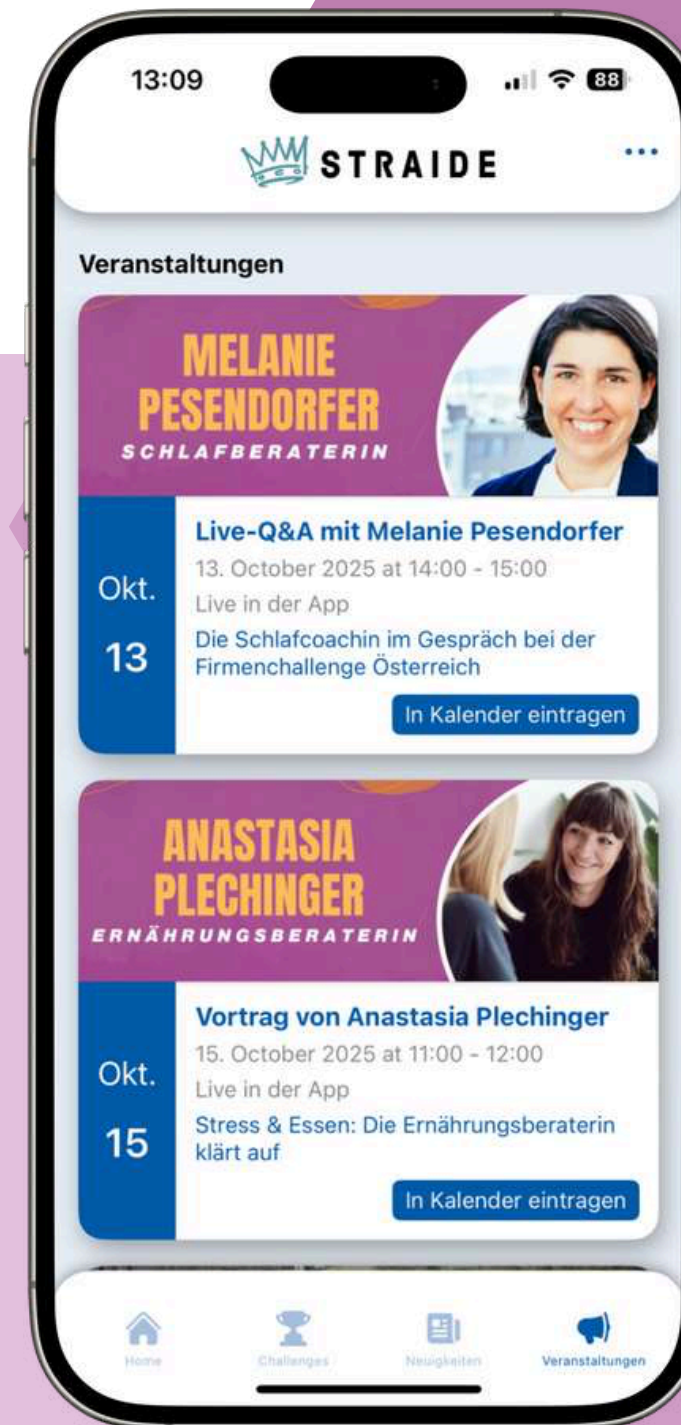 13:09
88
STRAIDE
Veranstaltungen
MELANIE
PESENDORFER
SCHLAFBERATERIN
Okt.
13
Live-Q&A mit Melanie Pesendorfer
13. October 2025 at 14:00 - 15:00
Live in der App
Die Schlafcoachin im Gespräch bei der
Firmenchallenge Österreich
In Kalender eintragen
ANASTASIA
PLECHINGER
ERNÄHRUNGSBERATERIN
Okt.
15
Vortrag von Anastasia Plechinger
15. October 2025 at 11:00 - 12:00
Live in der App
Stress & Essen: Die Ernährungsberaterin
klärt auf
In Kalender eintragen
Home
Challenges
Neuigkeiten
Veranstaltungen